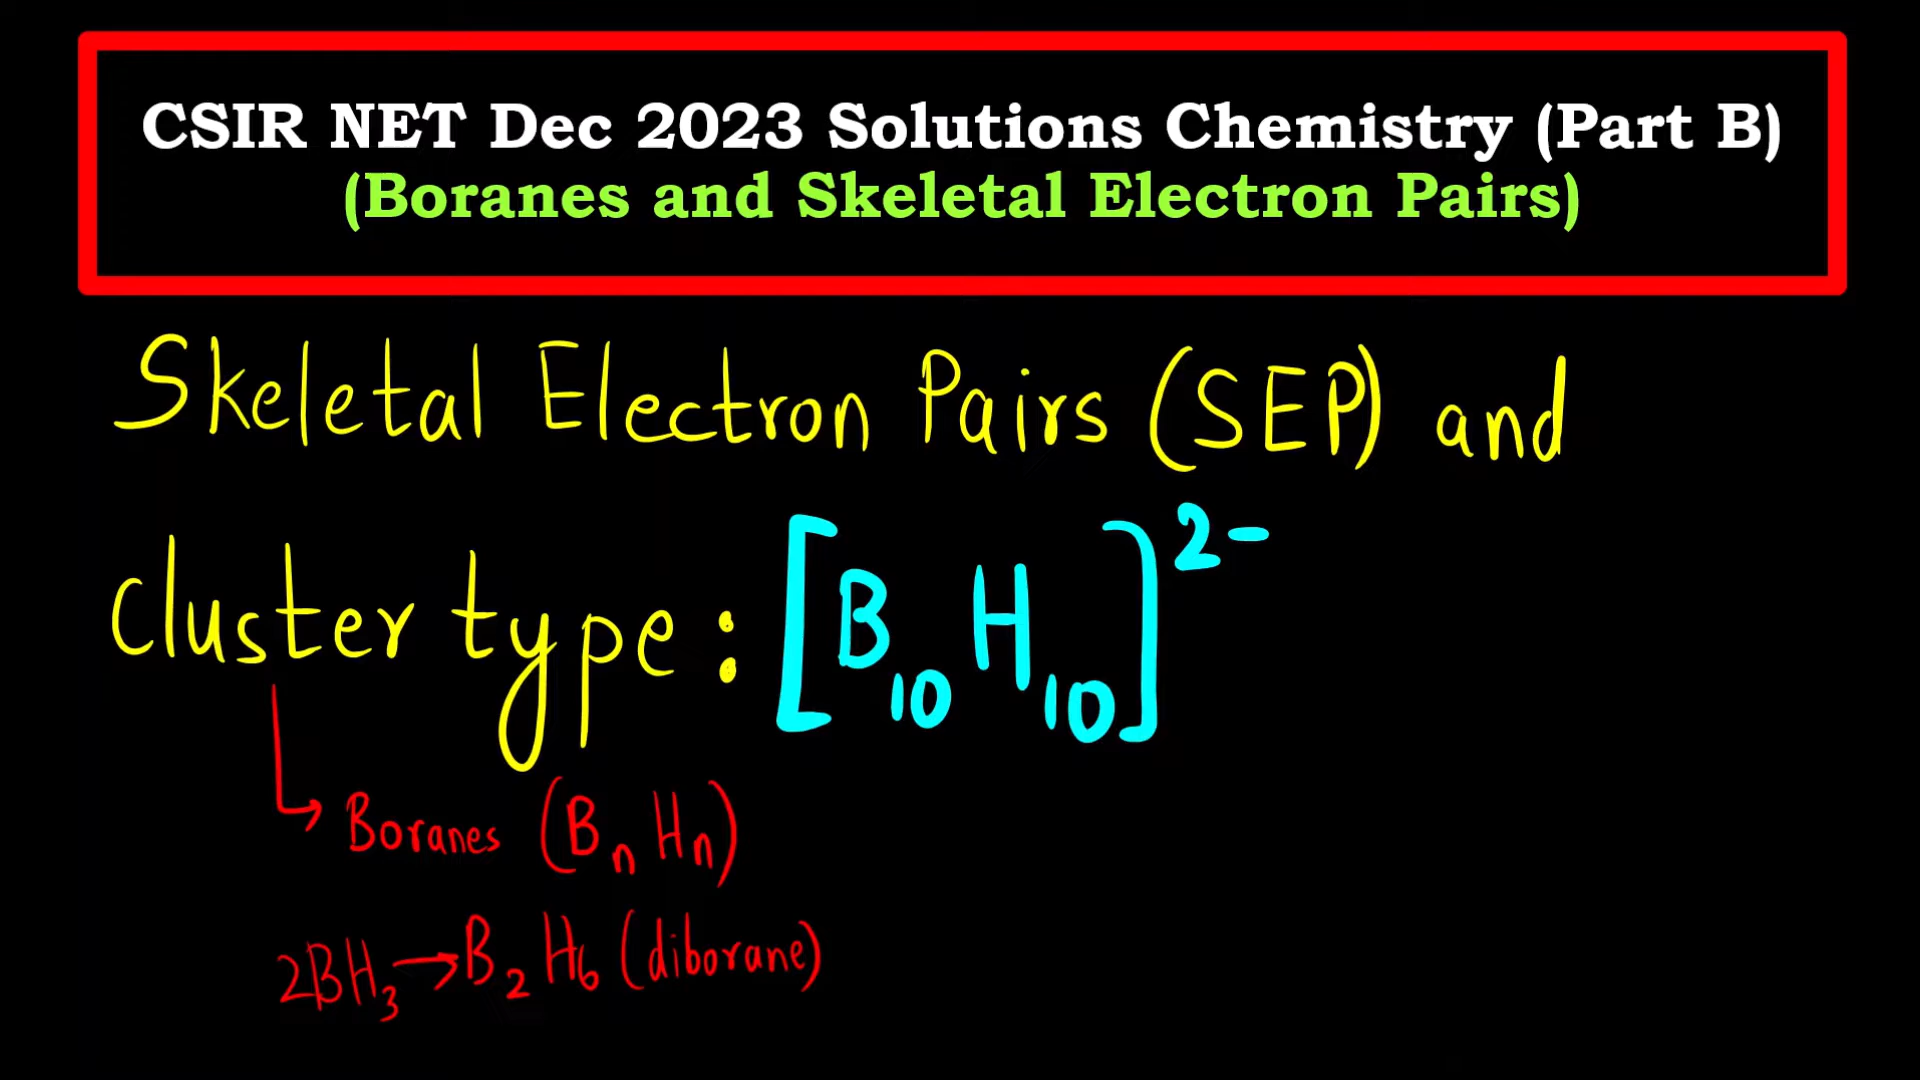 CSIR NET Dec 2023 Solutions Chemistry (Part B)
(Boranes and Skeletal Electron Pairs)
Skeletal Electron Pairs (SEP) and
cluster type : [B₁₀H₁₀]²⁻
↳ Boranes (BₙHₙ)
2BH₃ → B₂H₆ (diborane)